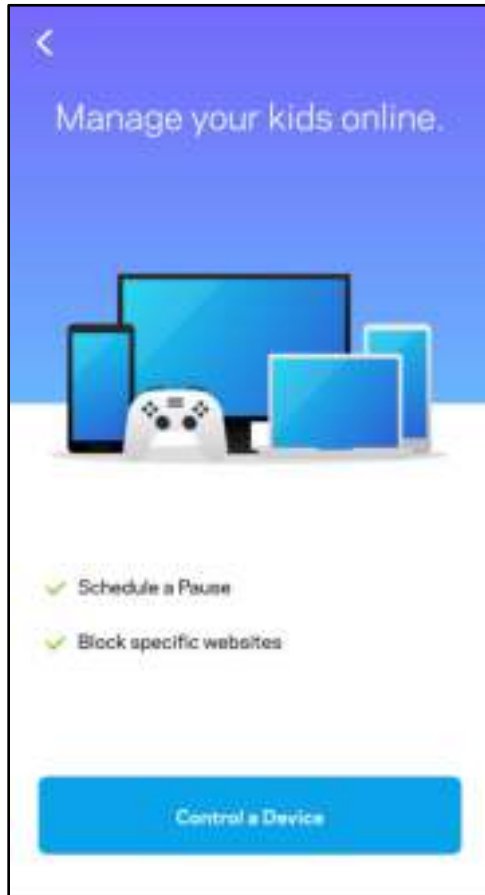 Manage your kids online.
Schedule a Pause
Block specific websites
Control a Device